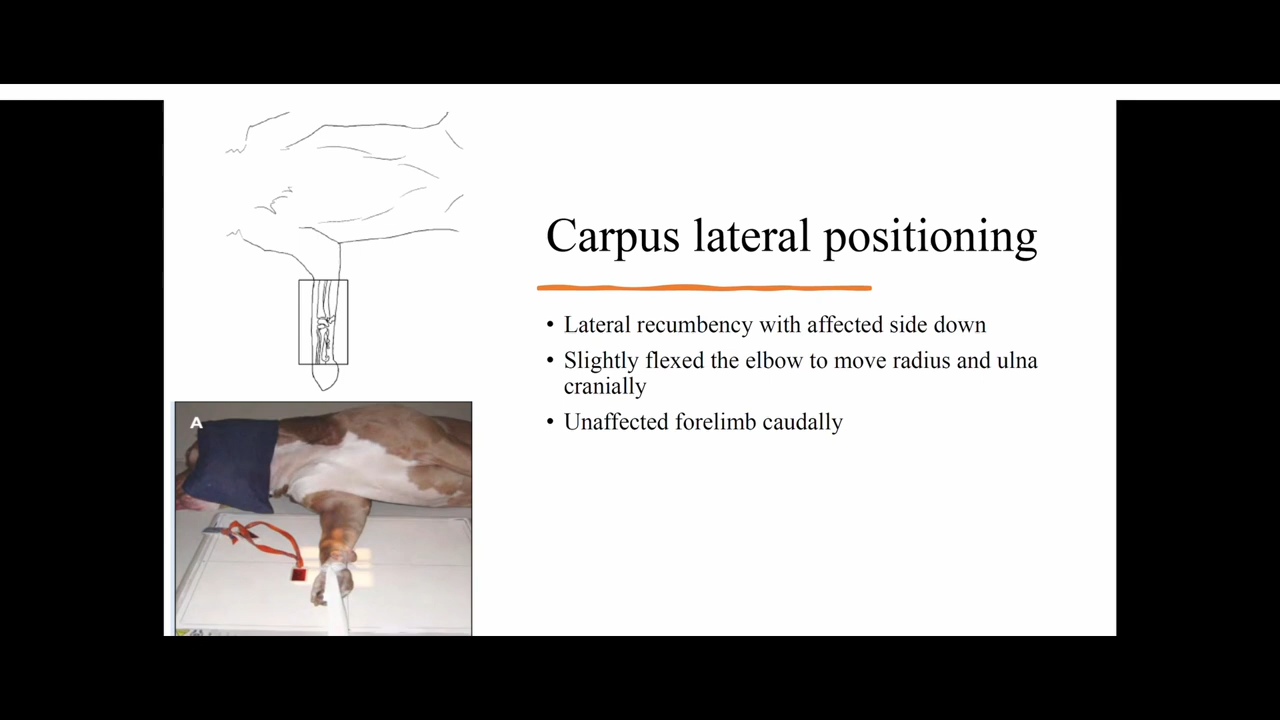 Carpus lateral positioning
• Lateral recumbency with affected side down
• Slightly flexed the elbow to move radius and ulna
cranially
• Unaffected forelimb caudally
A